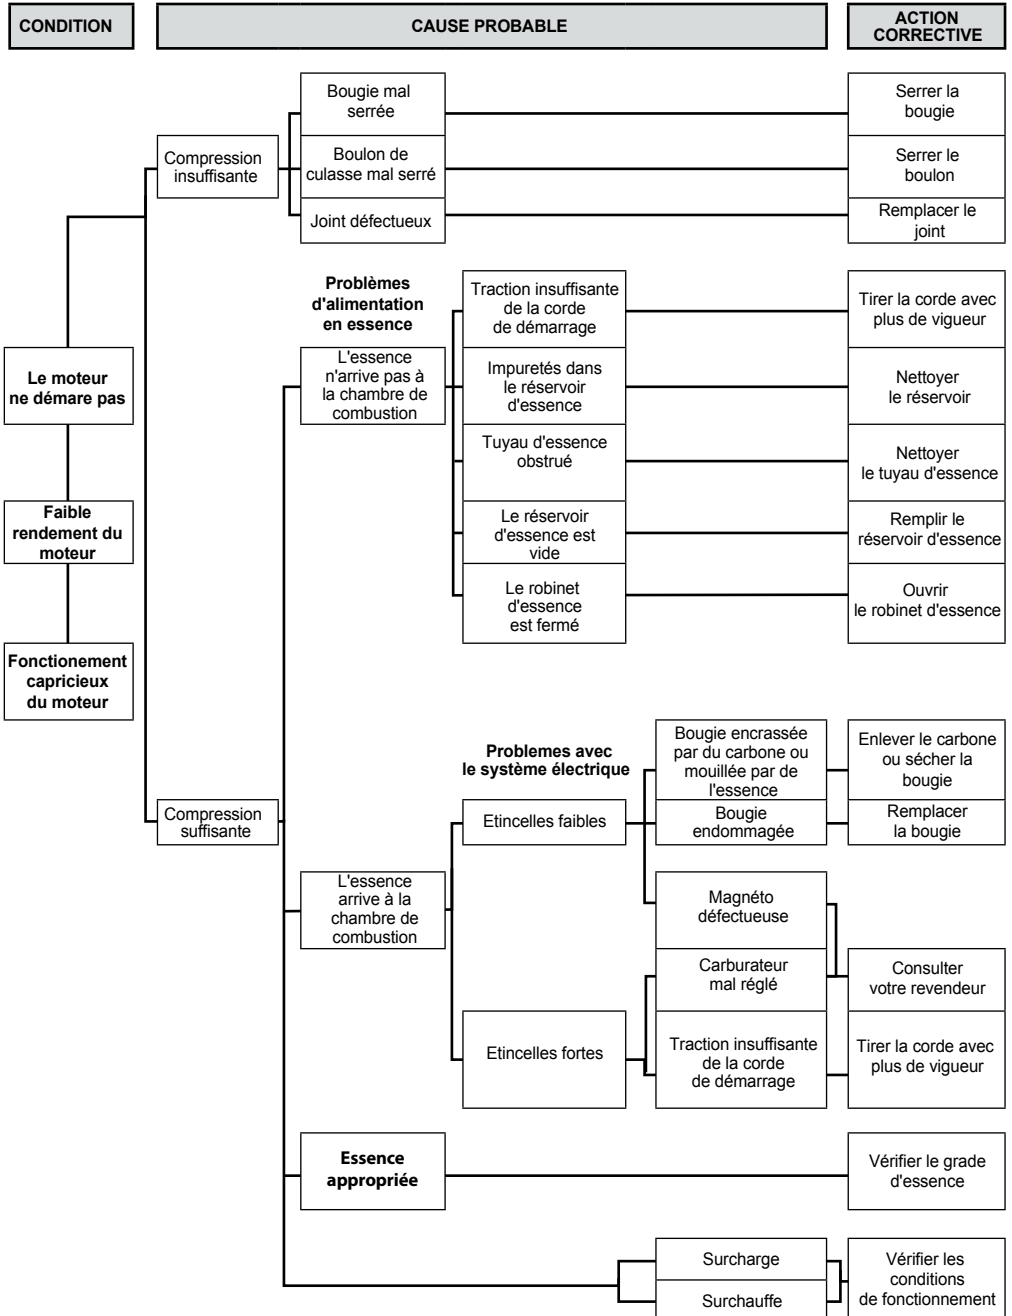 CONDITION
CAUSE PROBABLE
ACTION
CORRECTIVE
Bougie mal
serrée
Serrer la
bougie
Compression
insuffisante
Boulon de
culasse mal serré
Serrer le
boulon
Joint défectueux
Remplacer le
joint
Problèmes
d'alimentation
en essence
Traction insuffisante
de la corde
de démarrage
Tirer la corde avec
plus de vigueur
Le moteur
ne démare pas
L'essence
n'arrive pas à
la chambre de
combustion
Impuretés dans
le réservoir
d'essence
Nettoyer
le réservoir
Tuyau d'essence
obstrué
Nettoyer
le tuyau d'essence
Faible
rendement du
moteur
Le réservoir
d'essence est
vide
Remplir le
réservoir d'essence
Le robinet
d'essence
est fermé
Ouvrir
le robinet d'essence
Fonctionement
capricieux
du moteur
Problemes avec
le système électrique
Bougie encrassée
par du carbone ou
mouillée par de
l'essence
Enlever le carbone
ou sécher la
bougie
Compression
suffisante
Etincelles faibles
Bougie
endommagée
Remplacer
la bougie
L'essence
arrive à la
chambre de
combustion
Magnéto
défectueuse
Carburateur
mal réglé
Consulter
votre revendeur
Etincelles fortes
Traction insuffisante
de la corde
de démarrage
Tirer la corde avec
plus de vigueur
Essence
appropriée
Vérifier le grade
d'essence
Surcharge
Surchauffe
Vérifier les
conditions
de fonctionnement